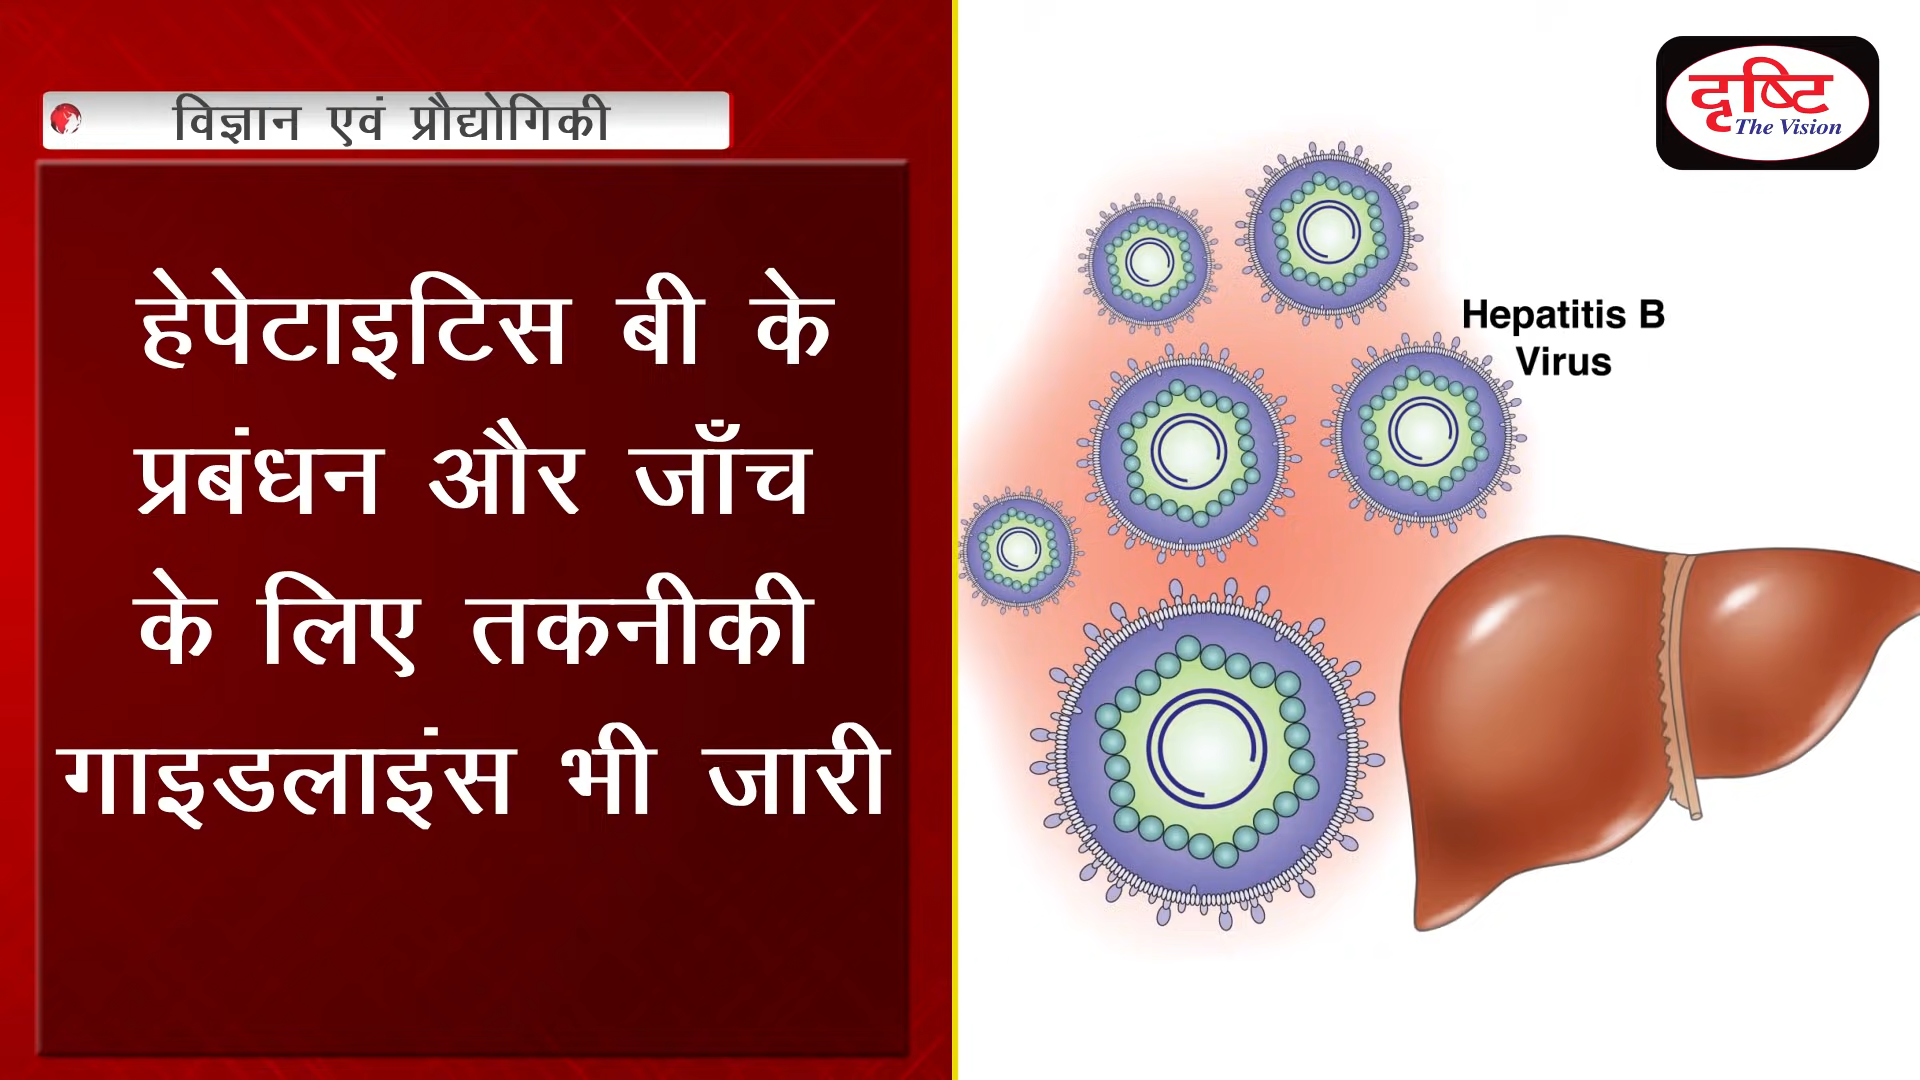 विज्ञान एवं प्रौद्योगिकी
हेपेटाइटिस बी के
प्रबंधन और जाँच
के लिए तकनीकी
गाइडलाइंस भी जारी
दृष्टि
The Vision
Hepatitis B
Virus